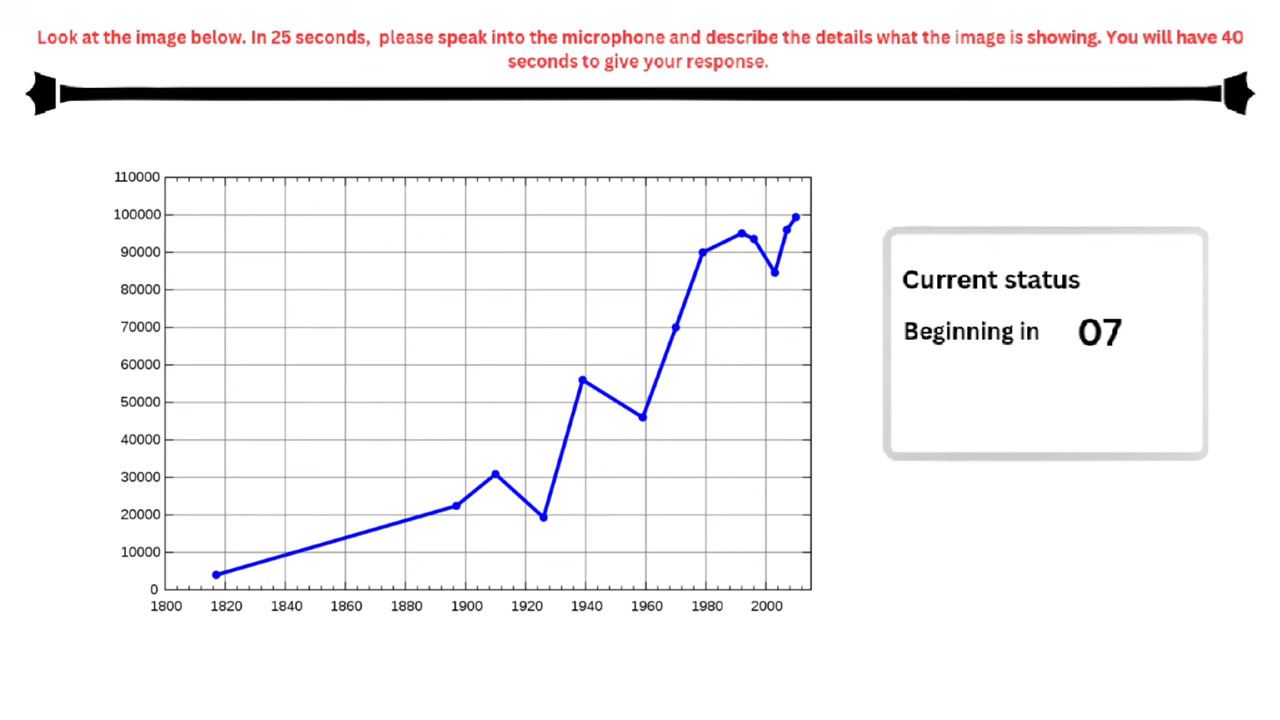 Look at the image below. In 25 seconds, please speak into the microphone and describe the details what the image is showing. You will have 40
seconds to give your response.
110000
100000
90000
80000
70000
60000
50000
40000
30000
20000
10000
0
1800 1820 1840 1860 1880 1900 1920 1940 1960 1980 2000
Current status
Beginning in 07